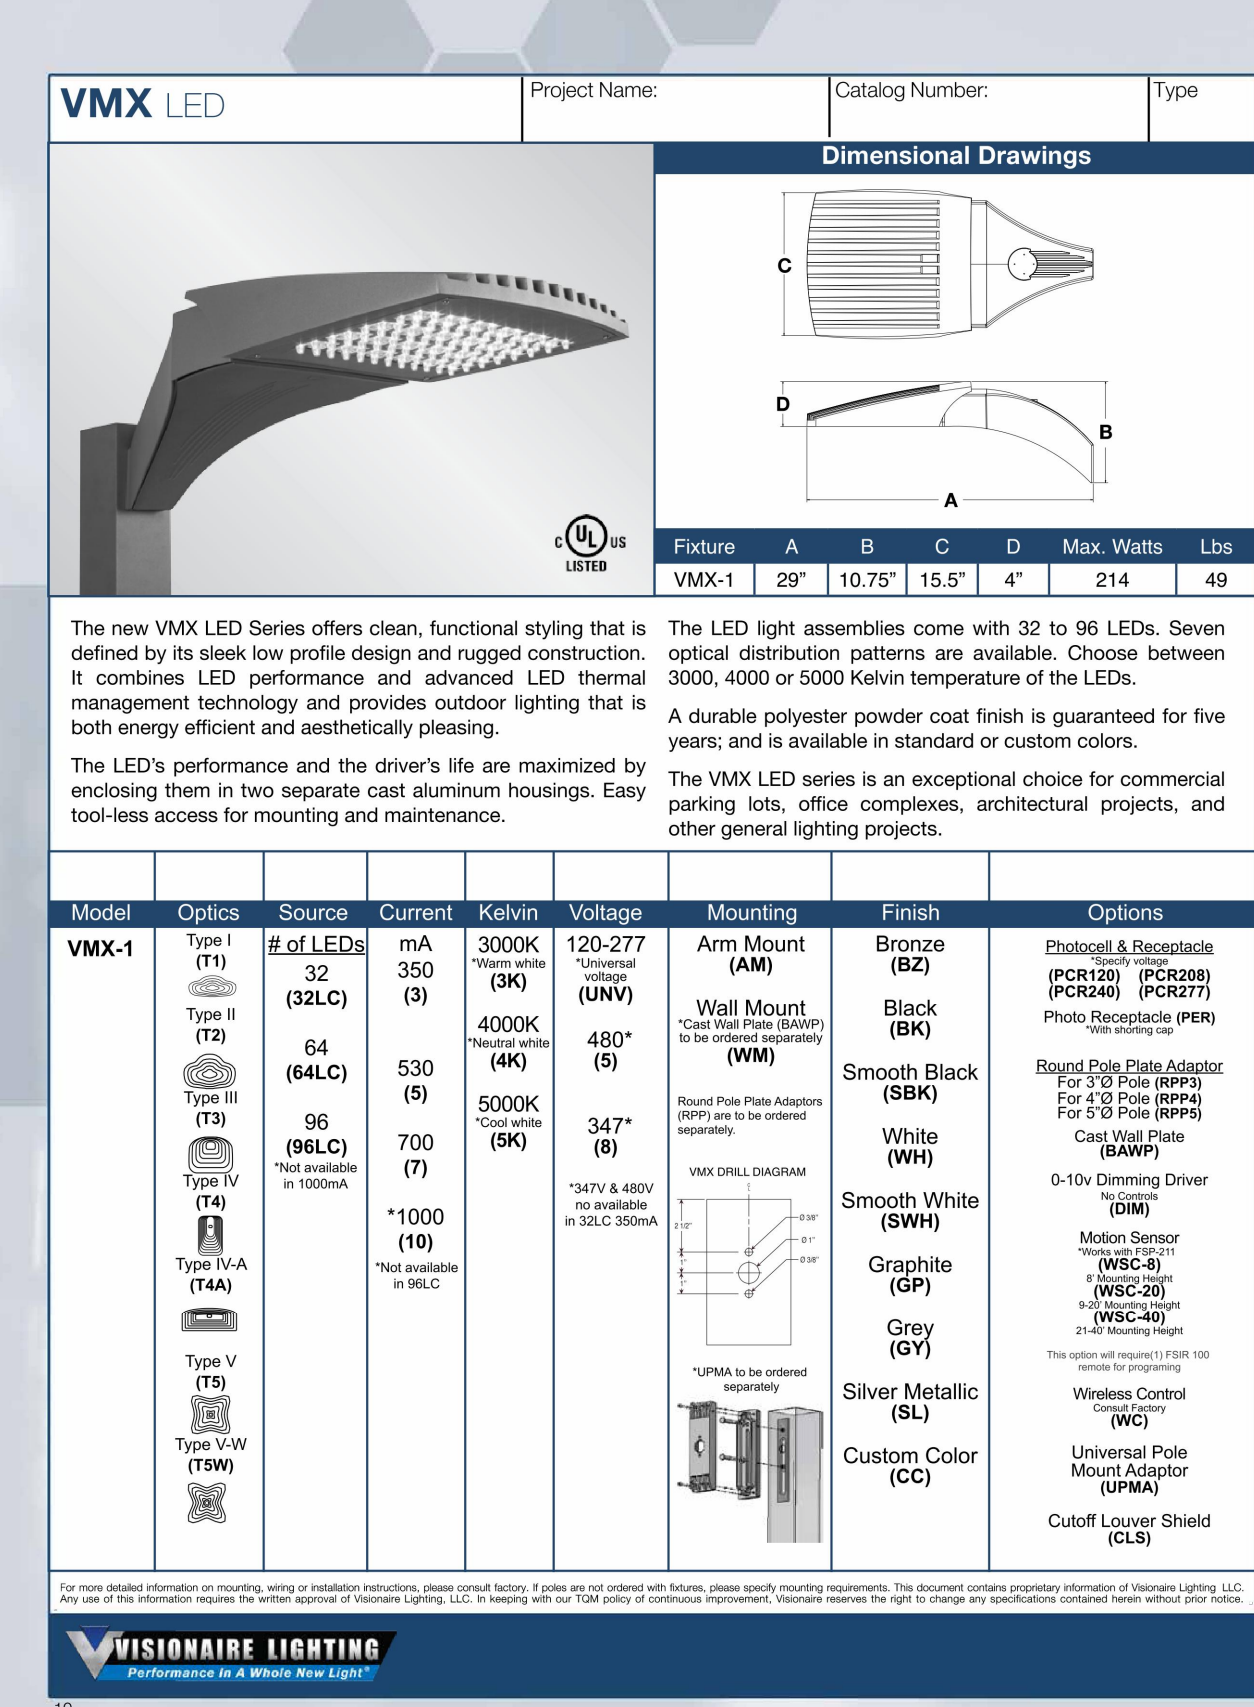 VMX LED
Project Name:
Catalog Number:
Type
Dimensional Drawings
C
D
B
A
C UL US
LISTED
Fixture A B C D Max. Watts Lbs
VMX-1 29” 10.75” 15.5” 4” 214 49
The new VMX LED Series offers clean, functional styling that is
defined by its sleek low profile design and rugged construction.
It combines LED performance and advanced LED thermal
management technology and provides outdoor lighting that is
both energy efficient and aesthetically pleasing.
The LED’s performance and the driver’s life are maximized by
enclosing them in two separate cast aluminum housings. Easy
tool-less access for mounting and maintenance.
The LED light assemblies come with 32 to 96 LEDs. Seven
optical distribution patterns are available. Choose between
3000, 4000 or 5000 Kelvin temperature of the LEDs.
A durable polyester powder coat finish is guaranteed for five
years; and is available in standard or custom colors.
The VMX LED series is an exceptional choice for commercial
parking lots, office complexes, architectural projects, and
other general lighting projects.
Model
VMX-1
Optics
Type I
(T1)
Type II
(T2)
Type III
(T3)
Type IV
(T4)
Type IV-A
(T4A)
Type V
(T5)
Type V-W
(T5W)
Source
# of LEDs
32
(32LC)
64
(64LC)
96
(96LC)
*Not available
in 1000mA
Current
mA
350
(3)
530
(5)
700
(7)
*1000
(10)
*Not available
in 96LC
Kelvin
3000K
*Warm white
(3K)
4000K
*Neutral white
(4K)
5000K
*Cool white
(5K)
Voltage
120-277
*Universal
voltage
(UNV)
480*
(5)
347*
(8)
*347V & 480V
no available
in 32LC 350mA
Mounting
Arm Mount
(AM)
Wall Mount
*Cast Wall Plate (BAWP)
to be ordered separately
(WM)
Round Pole Plate Adaptors
(RPP) are to be ordered
separately.
VMX DRILL DIAGRAM
Ø 3/8"
2 1/2"
Ø 1"
1"
Ø 3/8"
1"
*UPMA to be ordered
separately
Finish
Bronze
(BZ)
Black
(BK)
Smooth Black
(SBK)
White
(WH)
Smooth White
(SWH)
Graphite
(GP)
Grey
(GY)
Silver Metallic
(SL)
Custom Color
(CC)
Options
Photocell & Receptacle
*Specify voltage
(PCR120) (PCR208)
(PCR240) (PCR277)
Photo Receptacle (PER)
*With shorting cap
Round Pole Plate Adaptor
For 3”Ø Pole (RPP3)
For 4”Ø Pole (RPP4)
For 5”Ø Pole (RPP5)
Cast Wall Plate
(BAWP)
0-10v Dimming Driver
No Controls
(DIM)
Motion Sensor
*Works with FSP-211
(WSC-8)
8’ Mounting Height
(WSC-20)
9-20’ Mounting Height
(WSC-40)
21-40’ Mounting Height
This option will require(1) FSIR 100
remote for programing
Wireless Control
Consult Factory
(WC)
Universal Pole
Mount Adaptor
(UPMA)
Cutoff Louver Shield
(CLS)
For more detailed information on mounting, wiring or installation instructions, please consult factory. If poles are not ordered with fixtures, please specify mounting requirements. This document contains proprietary information of Visionaire Lighting LLC.
Any use of this information requires the written approval of Visionaire Lighting, LLC. In keeping with our TQM policy of continuous improvement, Visionaire reserves the right to change any specifications contained herein without prior notice.
VISIONAIRE LIGHTING
Performance In A Whole New Light®